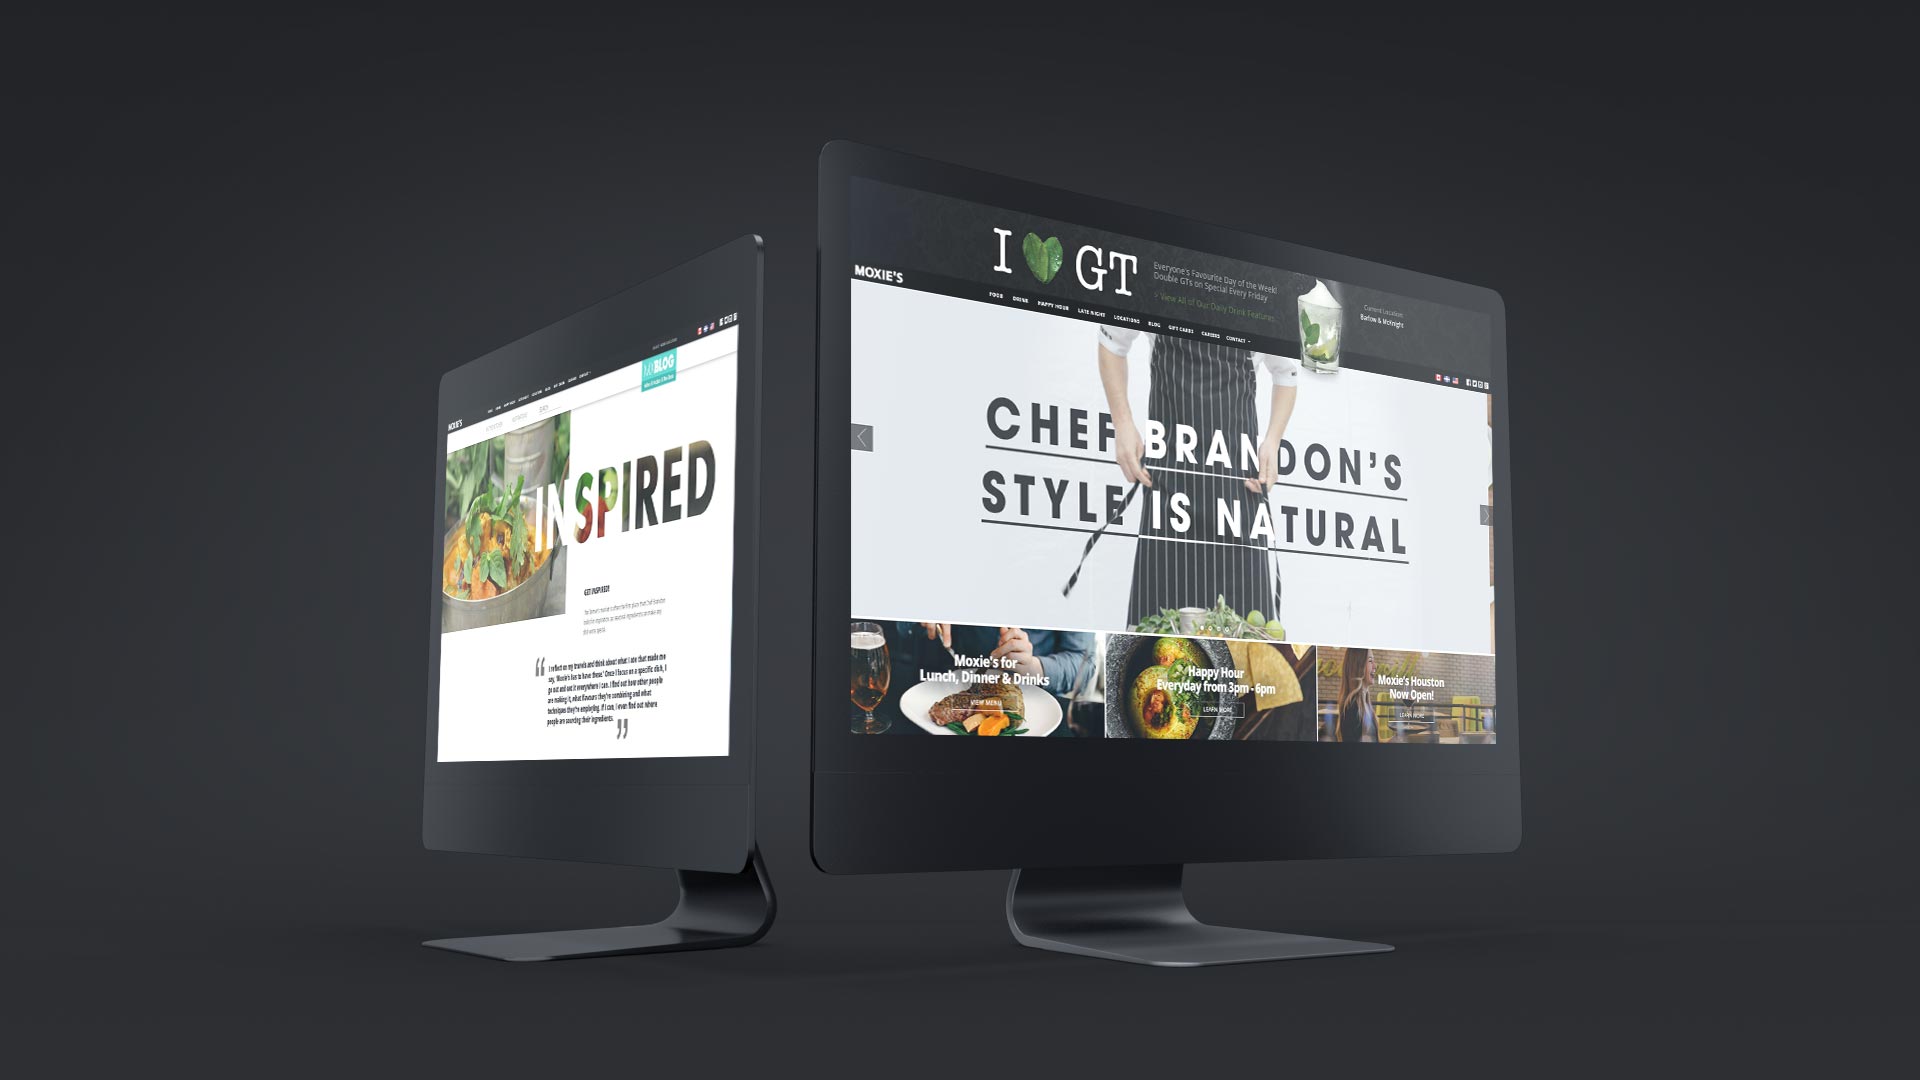 MOXIE'S
BLOG
INSPIRED
GET INSPIRED!
I reflect on my travels and think about what I see that made me
say, 'Moxie's has to have these.' Once I focus on a specific dish, I
go out and eat it everywhere I can. I find out how other people
are making it, what flavours they're combining and what
techniques they're employing. If I can, I even find out where
people are sourcing their ingredients.
I GT
Everyone's Favourite Day of the Week!
Double GTs on Special Every Friday
> View All of Our Daily Drink Features
Current Location:
Barlow & McKnight
MOXIE'S
FOOD DRINK HAPPY HOUR LATE NIGHT LOCATIONS BLOG GIFT CARDS CAREERS CONTACT
CHEF BRANDON'S
STYLE IS NATURAL
Moxie's for
Lunch, Dinner & Drinks
VIEW MENU
Happy Hour
Everyday from 3pm - 6pm
LEARN MORE
Moxie's Houston
Now Open!
LEARN MORE